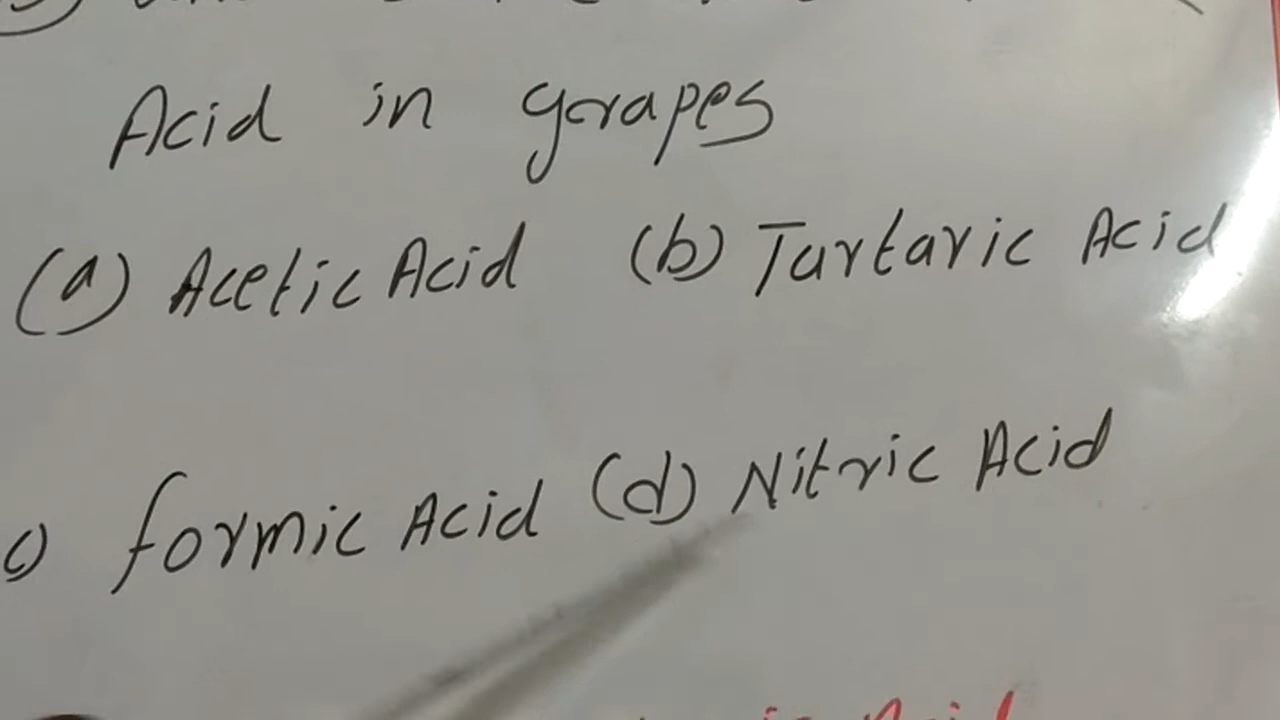 Acid in grapes
(a) Acetic Acid (b) Tartaric Acid
c) formic Acid (d) Nitric Acid